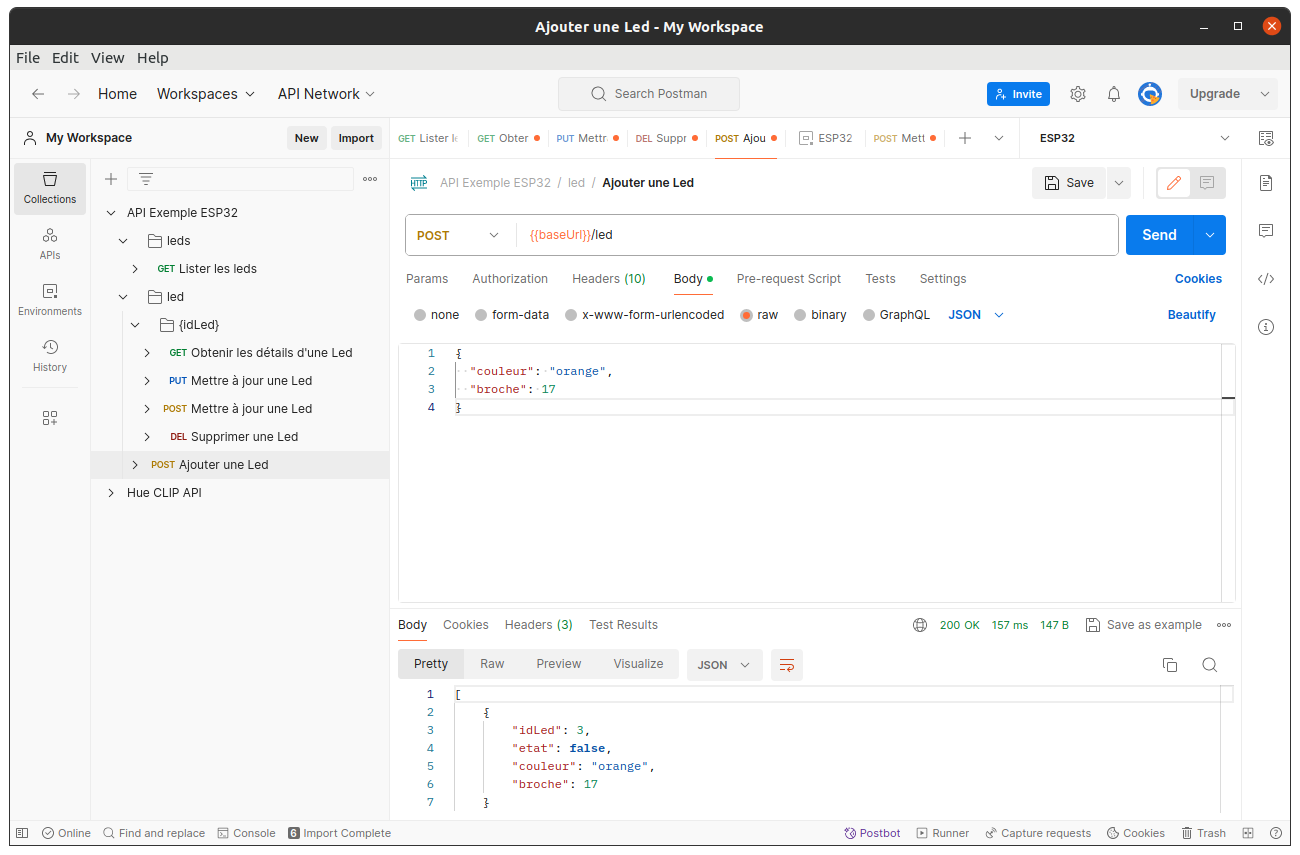 Ajouter une Led - My Workspace
File Edit View Help
Home Workspaces API Network Search Postman Invite Upgrade
My Workspace New Import
GET Lister l GET Obter PUT Mettr DEL Suppr POST Ajou ESP32 POST Mett ESP32
Collections
APIs
Environments
History
API Exemple ESP32
leds
GET Lister les leds
led
{idLed}
GET Obtenir les détails d'une Led
PUT Mettre à jour une Led
POST Mettre à jour une Led
DEL Supprimer une Led
POST Ajouter une Led
Hue CLIP API
HTTP API Exemple ESP32 / led / Ajouter une Led Save
POST {{baseUrl}}/led Send
Params Authorization Headers (10) Body Pre-request Script Tests Settings Cookies
none form-data x-www-form-urlencoded raw binary GraphQL JSON Beautify
1 {
2 "couleur": "orange",
3 "broche": 17
4 }
Body Cookies Headers (3) Test Results 200 OK 157 ms 147 B Save as example
Pretty Raw Preview Visualize JSON
1 [
2 {
3 "idLed": 3,
4 "etat": false,
5 "couleur": "orange",
6 "broche": 17
7 }
Online Find and replace Console 6 Import Complete Postbot Runner Capture requests Cookies Trash